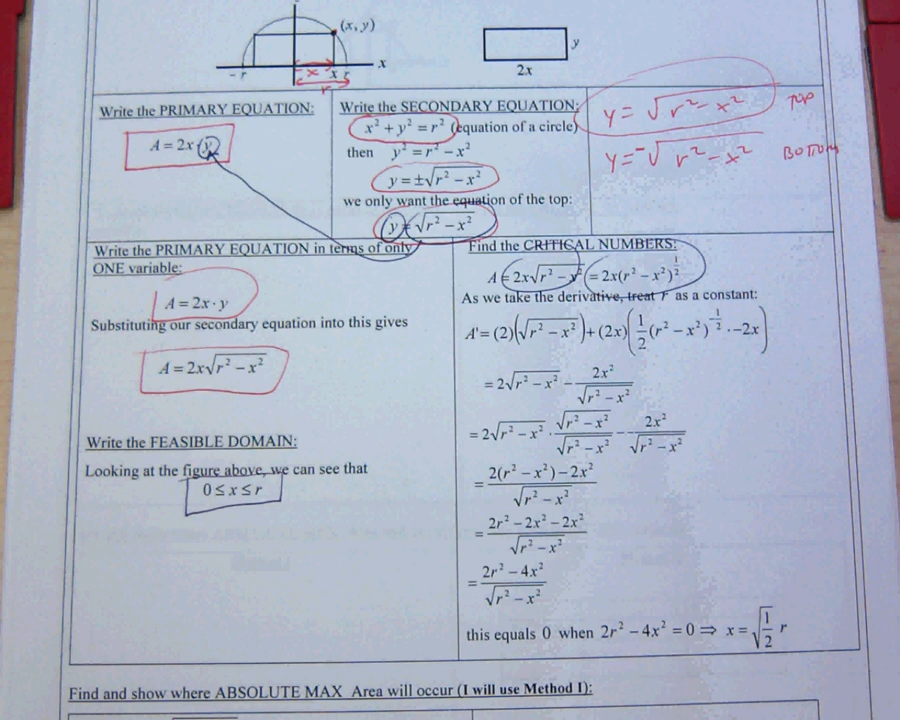 (x, y)
y
-r
x
x
r
x
r
2x
Write the PRIMARY EQUATION:
A = 2x y
Write the SECONDARY EQUATION:
x² + y² = r² (equation of a circle)
then y² = r² − x²
y = ±√(r² − x²)
we only want the equation of the top:
y = √(r² − x²)
y = √(r² − x²) TOP
y = −√(r² − x²) BOTTOM
Write the PRIMARY EQUATION in terms of only
ONE variable:
A = 2x · y
Substituting our secondary equation into this gives
A = 2x√(r² − x²)
Write the FEASIBLE DOMAIN:
Looking at the figure above, we can see that
0 ≤ x ≤ r
Find the CRITICAL NUMBERS:
A = 2x√(r² − x²) = 2x(r² − x²)^(1/2)
As we take the derivative, treat r as a constant:
A' = (2)(√(r² − x²)) + (2x)(1/2 (r² − x²)^(−1/2) · −2x)
= 2√(r² − x²) − 2x²/√(r² − x²)
= 2√(r² − x²) · √(r² − x²)/√(r² − x²) − 2x²/√(r² − x²)
= (2(r² − x²) − 2x²)/√(r² − x²)
= (2r² − 2x² − 2x²)/√(r² − x²)
= (2r² − 4x²)/√(r² − x²)
this equals 0 when 2r² − 4x² = 0 ⇒ x = √(1/2) r
Find and show where ABSOLUTE MAX Area will occur (I will use Method I):